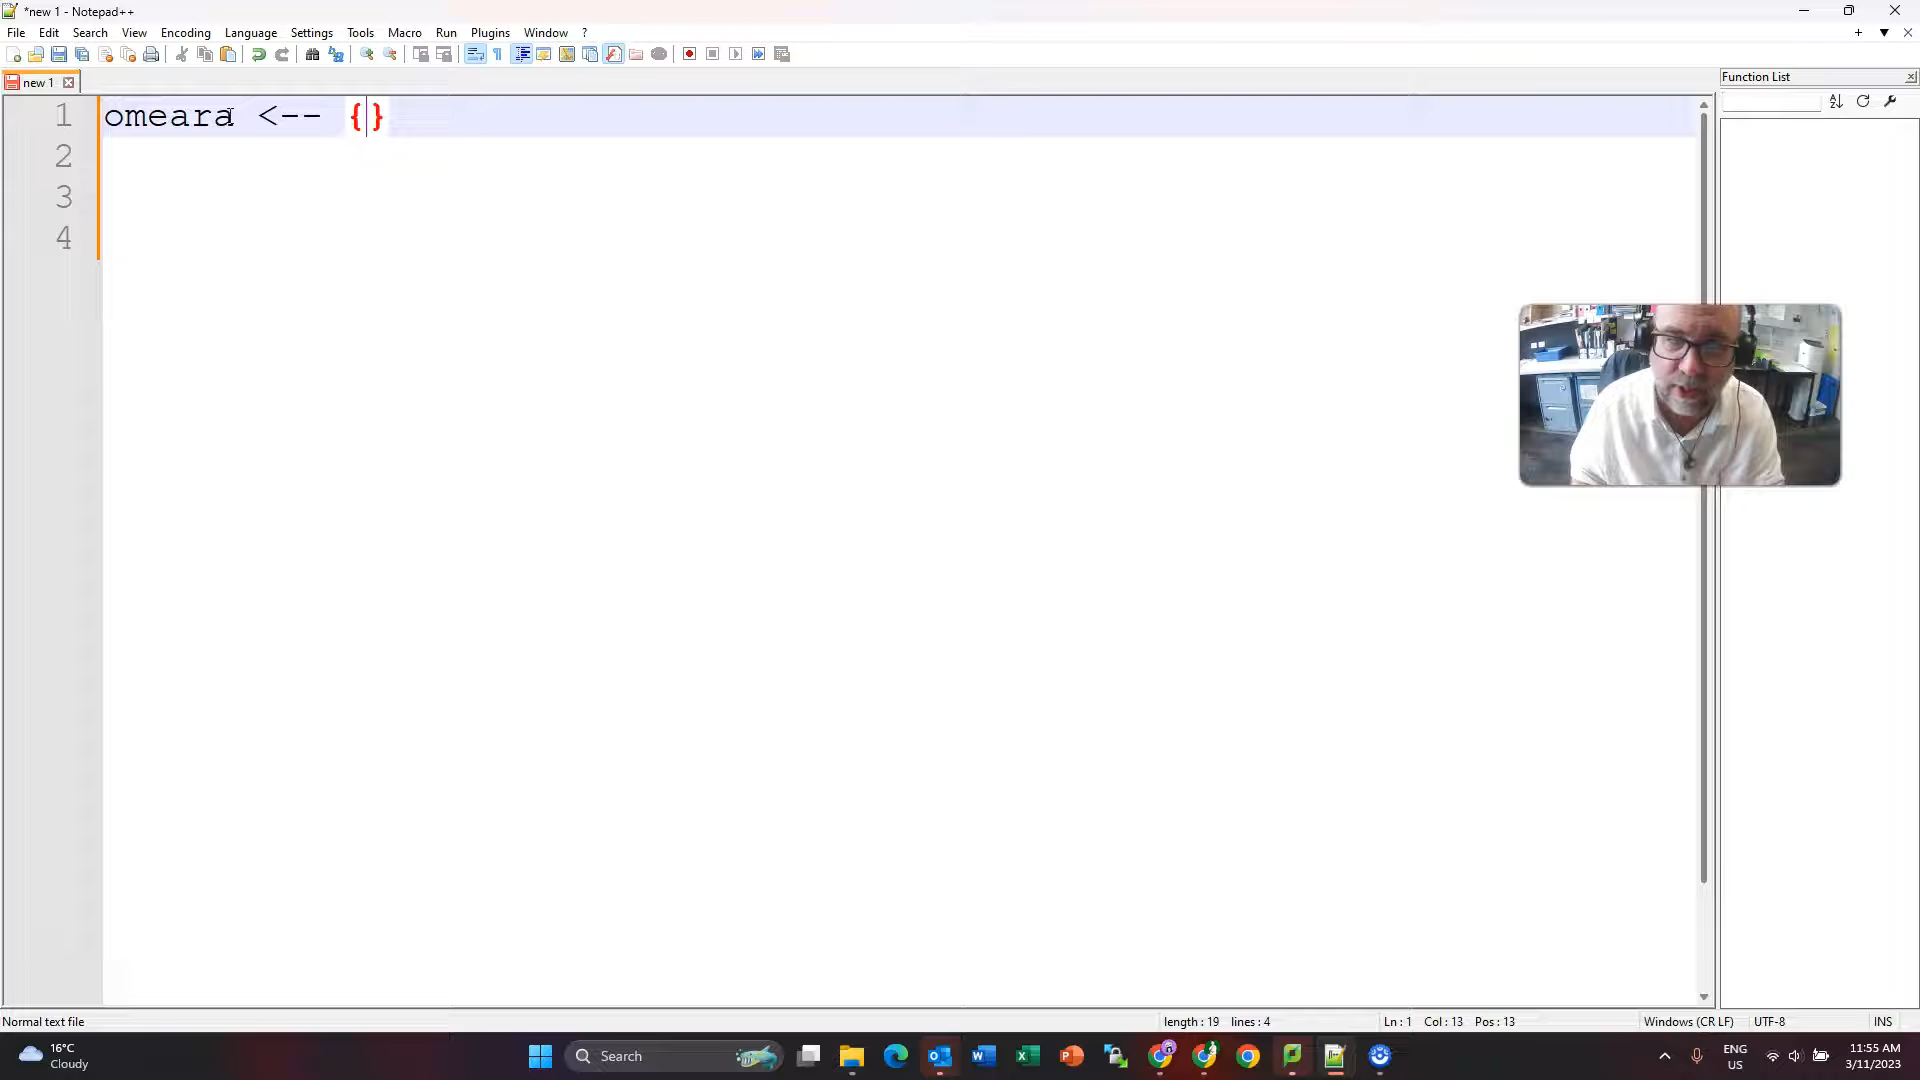 *new 1 - Notepad++
File Edit Search View Encoding Language Settings Tools Macro Run Plugins Window ?
new 1
Function List
1 omeara <-- {}
2
3
4
Normal text file
length : 19 lines : 4
Ln : 1 Col : 13 Pos : 13
Windows (CR LF)
UTF-8
INS
16°C
Cloudy
Search
ENG
US
11:55 AM
3/11/2023